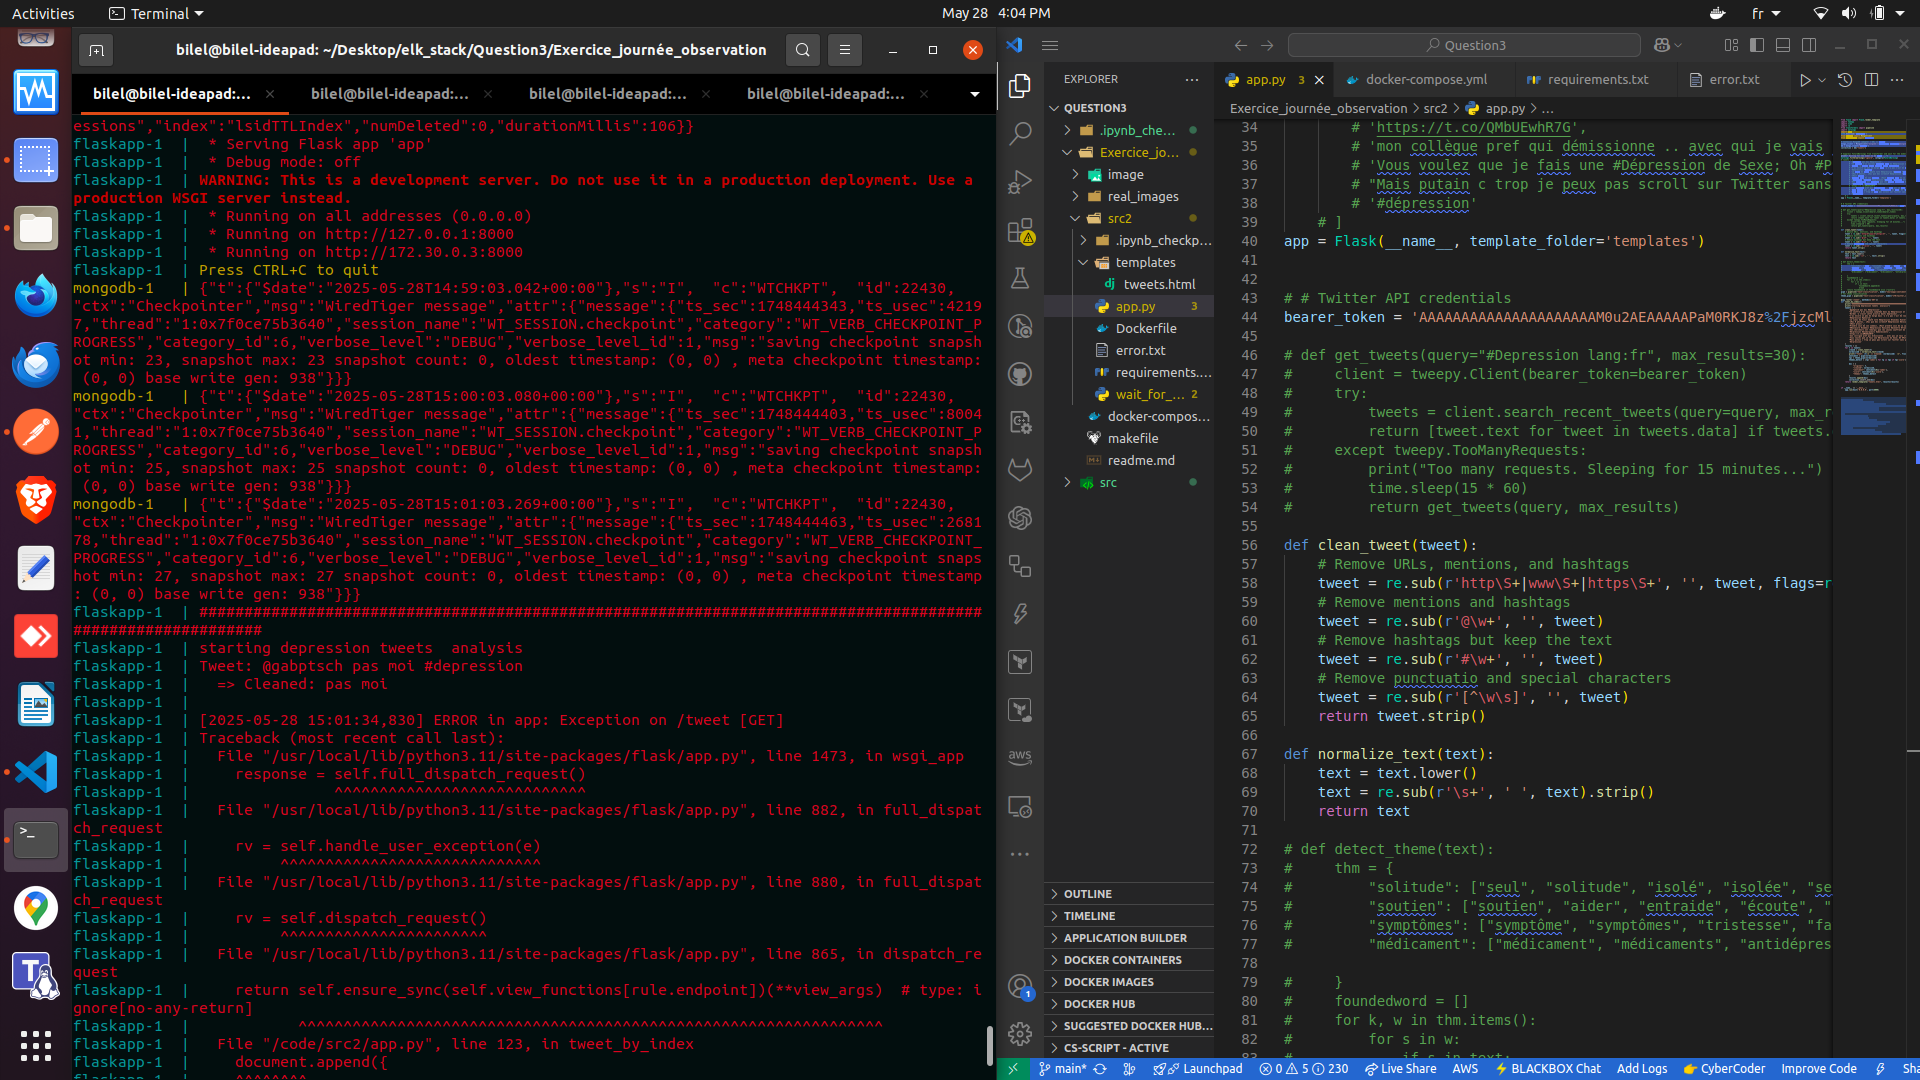 Activities
Terminal
May 28 4:04 PM
fr
bilel@bilel-ideapad: ~/Desktop/elk_stack/Question3/Exercice_journée_observation
bilel@bilel-ideapad:...
bilel@bilel-ideapad:...
bilel@bilel-ideapad:...
bilel@bilel-ideapad:...
essions","index":"lsidTTLIndex","numDeleted":0,"durationMillis":106}}
flaskapp-1  |  * Serving Flask app 'app'
flaskapp-1  |  * Debug mode: off
flaskapp-1  | WARNING: This is a development server. Do not use it in a production deployment. Use a
production WSGI server instead.
flaskapp-1  |  * Running on all addresses (0.0.0.0)
flaskapp-1  |  * Running on http://127.0.0.1:8000
flaskapp-1  |  * Running on http://172.30.0.3:8000
flaskapp-1  | Press CTRL+C to quit
mongodb-1   | {"t":{"$date":"2025-05-28T14:59:03.042+00:00"},"s":"I",  "c":"WTCHKPT",  "id":22430,
"ctx":"Checkpointer","msg":"WiredTiger message","attr":{"message":{"ts_sec":1748444343,"ts_usec":4219
7,"thread":"1:0x7f0ce75b3640","session_name":"WT_SESSION.checkpoint","category":"WT_VERB_CHECKPOINT_P
ROGRESS","category_id":6,"verbose_level":"DEBUG","verbose_level_id":1,"msg":"saving checkpoint snapsh
ot min: 23, snapshot max: 23 snapshot count: 0, oldest timestamp: (0, 0) , meta checkpoint timestamp:
 (0, 0) base write gen: 938"}}}
mongodb-1   | {"t":{"$date":"2025-05-28T15:00:03.080+00:00"},"s":"I",  "c":"WTCHKPT",  "id":22430,
"ctx":"Checkpointer","msg":"WiredTiger message","attr":{"message":{"ts_sec":1748444403,"ts_usec":8004
1,"thread":"1:0x7f0ce75b3640","session_name":"WT_SESSION.checkpoint","category":"WT_VERB_CHECKPOINT_P
ROGRESS","category_id":6,"verbose_level":"DEBUG","verbose_level_id":1,"msg":"saving checkpoint snapsh
ot min: 25, snapshot max: 25 snapshot count: 0, oldest timestamp: (0, 0) , meta checkpoint timestamp:
 (0, 0) base write gen: 938"}}}
mongodb-1   | {"t":{"$date":"2025-05-28T15:01:03.269+00:00"},"s":"I",  "c":"WTCHKPT",  "id":22430,
"ctx":"Checkpointer","msg":"WiredTiger message","attr":{"message":{"ts_sec":1748444463,"ts_usec":2681
78,"thread":"1:0x7f0ce75b3640","session_name":"WT_SESSION.checkpoint","category":"WT_VERB_CHECKPOINT_
PROGRESS","category_id":6,"verbose_level":"DEBUG","verbose_level_id":1,"msg":"saving checkpoint snaps
hot min: 27, snapshot max: 27 snapshot count: 0, oldest timestamp: (0, 0) , meta checkpoint timestamp
: (0, 0) base write gen: 938"}}}
flaskapp-1  | #######################################################################################
#####################
flaskapp-1  | starting depression tweets  analysis
flaskapp-1  | Tweet: @gabptsch pas moi #depression
flaskapp-1  |   => Cleaned: pas moi
flaskapp-1  |
flaskapp-1  | [2025-05-28 15:01:34,830] ERROR in app: Exception on /tweet [GET]
flaskapp-1  | Traceback (most recent call last):
flaskapp-1  |   File "/usr/local/lib/python3.11/site-packages/flask/app.py", line 1473, in wsgi_app
flaskapp-1  |     response = self.full_dispatch_request()
flaskapp-1  |                ^^^^^^^^^^^^^^^^^^^^^^^^^^^^
flaskapp-1  |   File "/usr/local/lib/python3.11/site-packages/flask/app.py", line 882, in full_dispat
ch_request
flaskapp-1  |     rv = self.handle_user_exception(e)
flaskapp-1  |          ^^^^^^^^^^^^^^^^^^^^^^^^^^^^^
flaskapp-1  |   File "/usr/local/lib/python3.11/site-packages/flask/app.py", line 880, in full_dispat
ch_request
flaskapp-1  |     rv = self.dispatch_request()
flaskapp-1  |          ^^^^^^^^^^^^^^^^^^^^^^^
flaskapp-1  |   File "/usr/local/lib/python3.11/site-packages/flask/app.py", line 865, in dispatch_re
quest
flaskapp-1  |     return self.ensure_sync(self.view_functions[rule.endpoint])(**view_args)  # type: i
gnore[no-any-return]
flaskapp-1  |            ^^^^^^^^^^^^^^^^^^^^^^^^^^^^^^^^^^^^^^^^^^^^^^^^^^^^^^^^^^^^^^^^^
flaskapp-1  |   File "/code/src2/app.py", line 123, in tweet_by_index
flaskapp-1  |     document.append({
flaskapp-1  |     ^^^^^^^^
Question3
EXPLORER
QUESTION3
.ipynb_che...
Exercice_jo...
image
real_images
src2
.ipynb_checkp...
templates
tweets.html
app.py 3
Dockerfile
error.txt
requirements....
wait_for_... 2
docker-compos...
makefile
readme.md
src
OUTLINE
TIMELINE
APPLICATION BUILDER
DOCKER CONTAINERS
DOCKER IMAGES
DOCKER HUB
SUGGESTED DOCKER HUB...
CS-SCRIPT - ACTIVE
aws
1
app.py 3
docker-compose.yml
requirements.txt
error.txt
Exercice_journée_observation > src2 > app.py > ...
34 # 'https://t.co/QMbUEwhR7G',
35 # 'mon collègue pref qui démissionne .. avec qui je vais
36 # 'Vous voulez que je fais une #Dépression de Sexe; Oh #P
37 # "Mais putain c trop je peux pas scroll sur Twitter sans
38 # '#dépression'
39 # ]
40 app = Flask(__name__, template_folder='templates')
41
42
43 # # Twitter API credentials
44 bearer_token = 'AAAAAAAAAAAAAAAAAAAAAM0u2AEAAAAAPaM0RKJ8z%2FjzcMl
45
46 # def get_tweets(query="#Depression lang:fr", max_results=30):
47 #     client = tweepy.Client(bearer_token=bearer_token)
48 #     try:
49 #         tweets = client.search_recent_tweets(query=query, max_r
50 #         return [tweet.text for tweet in tweets.data] if tweets.
51 #     except tweepy.TooManyRequests:
52 #         print("Too many requests. Sleeping for 15 minutes...")
53 #         time.sleep(15 * 60)
54 #         return get_tweets(query, max_results)
55
56 def clean_tweet(tweet):
57     # Remove URLs, mentions, and hashtags
58     tweet = re.sub(r'http\S+|www\S+|https\S+', '', tweet, flags=r
59     # Remove mentions and hashtags
60     tweet = re.sub(r'@\w+', '', tweet)
61     # Remove hashtags but keep the text
62     tweet = re.sub(r'#\w+', '', tweet)
63     # Remove punctuatio and special characters
64     tweet = re.sub(r'[^\w\s]', '', tweet)
65     return tweet.strip()
66
67 def normalize_text(text):
68     text = text.lower()
69     text = re.sub(r'\s+', ' ', text).strip()
70     return text
71
72 # def detect_theme(text):
73 #     thm = {
74 #         "solitude": ["seul", "solitude", "isolé", "isolée", "se
75 #         "soutien": ["soutien", "aider", "entraide", "écoute", "
76 #         "symptômes": ["symptôme", "symptômes", "tristesse", "fa
77 #         "médicament": ["médicament", "médicaments", "antidépres
78
79 #     }
80 #     foundedword = []
81 #     for k, w in thm.items():
82 #         for s in w:
83 #             if s in text:
main*
Launchpad
0 5 230
Live Share
AWS
BLACKBOX Chat
Add Logs
CyberCoder
Improve Code
Sha